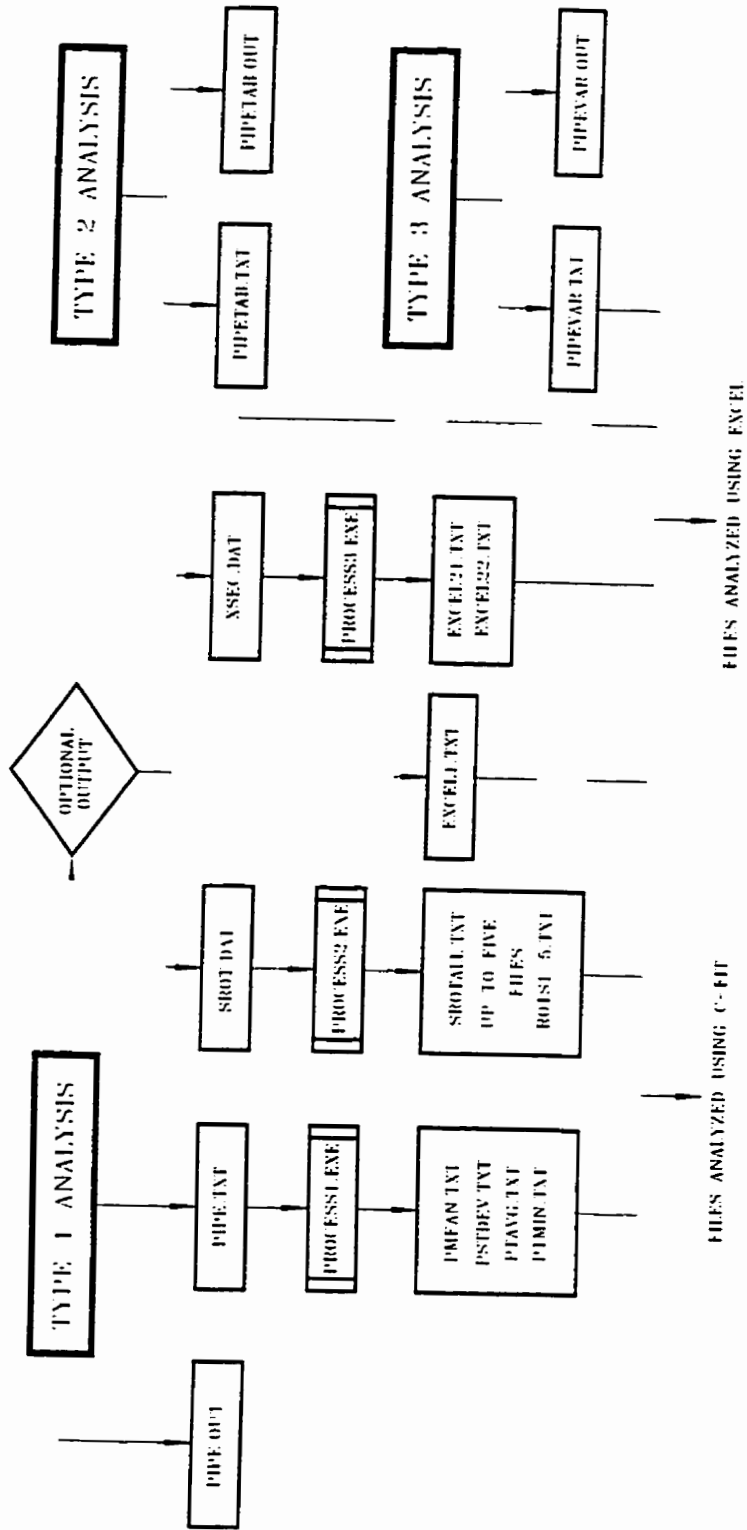 TYPE 1 ANALYSIS
OPTIONAL
OUTPUT
TYPE 2 ANALYSIS
PIPE.OUT
PIPE.TXT
SROT.DAT
XSEC.DAT
PIPETAB.TXT
PIPETAB.OUT
PROCESS1.EXE
PROCESS2.EXE
PROCESS3.EXE
TYPE 3 ANALYSIS
PMEAN.TXT
PSTDEV.TXT
PTAVG.TXT
PTMIN.TXT
SROTALL.TXT
UP TO FIVE
FILES
EXCEL1.TXT
EXCEL21.TXT
EXCEL22.TXT
PIPEVAR.TXT
PIPEVAR.OUT
FILES ANALYZED USING C-FIT
FILES ANALYZED USING EXCEL